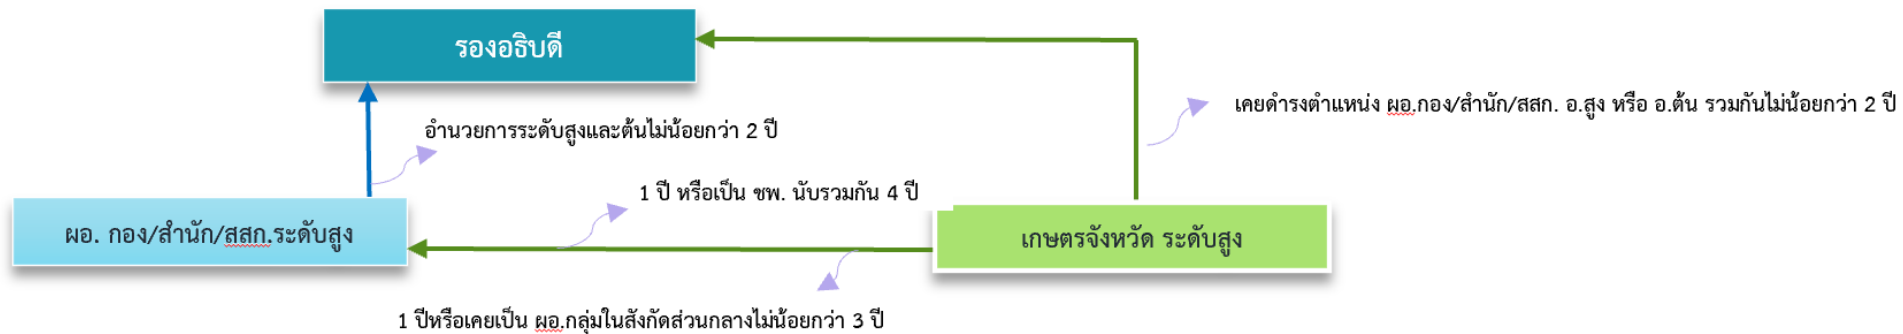 รองอธิบดี
เคยดำรงตำแหน่ง ผอ.กอง/สำนัก/สสก. อ.สูง หรือ อ.ต้น รวมกันไม่น้อยกว่า 2 ปี
อำนวยการระดับสูงและต้นไม่น้อยกว่า 2 ปี
1 ปี หรือเป็น ชพ. นับรวมกัน 4 ปี
ผอ. กอง/สำนัก/สสก.ระดับสูง
เกษตรจังหวัด ระดับสูง
1 ปีหรือเคยเป็น ผอ.กลุ่มในสังกัดส่วนกลางไม่น้อยกว่า 3 ปี